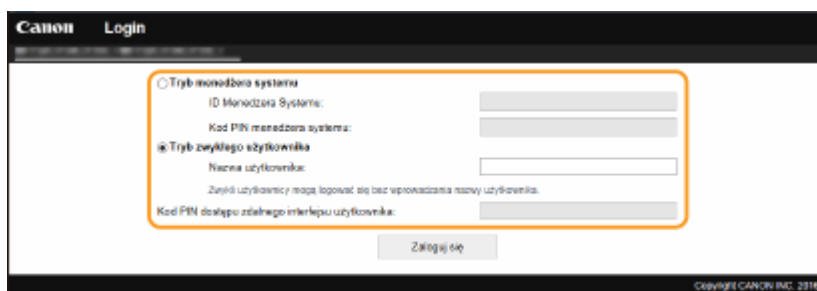 Canon Login
Tryb menedżera systemu
ID Menedżera Systemu:
Kod PIN menedżera systemu:
Tryb zwykłego użytkownika
Nazwa użytkownika:
Zwykli użytkownicy mogą logować się bez wprowadzania nazwy użytkownika.
Kod PIN dostępu zdalnego interfejsu użytkownika:
Zaloguj się
Copyright CANON INC. 2016